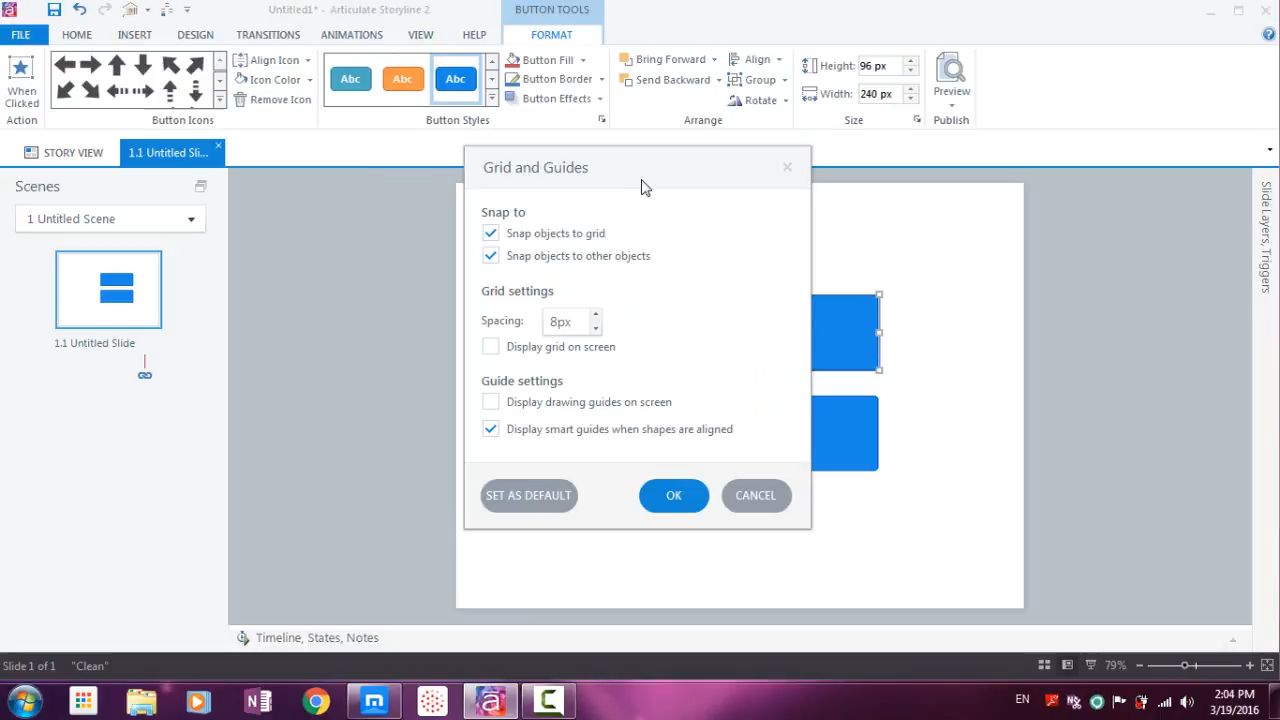 Untitled1* - Articulate Storyline 2
BUTTON TOOLS
FILE HOME INSERT DESIGN TRANSITIONS ANIMATIONS VIEW HELP FORMAT
When Clicked
Action
Align Icon
Icon Color
Remove Icon
Button Icons
Abc Abc Abc
Button Fill
Button Border
Button Effects
Button Styles
Bring Forward Align
Send Backward Group
Rotate
Arrange
Height: 96 px
Width: 240 px
Size
Preview
Publish
STORY VIEW
1.1 Untitled Sli...
Scenes
1 Untitled Scene
1.1 Untitled Slide
Grid and Guides
Snap to
Snap objects to grid
Snap objects to other objects
Grid settings
Spacing: 8px
Display grid on screen
Guide settings
Display drawing guides on screen
Display smart guides when shapes are aligned
SET AS DEFAULT OK CANCEL
Slide Layers, Triggers
Timeline, States, Notes
Slide 1 of 1 "Clean" 79%
EN 2:04 PM
3/19/2016